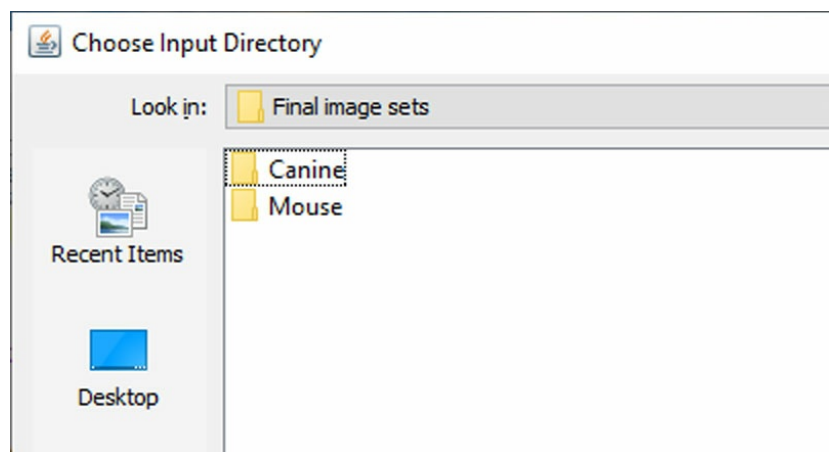 Choose Input Directory
Look in:
Final image sets
Canine
Mouse
Recent Items
Desktop